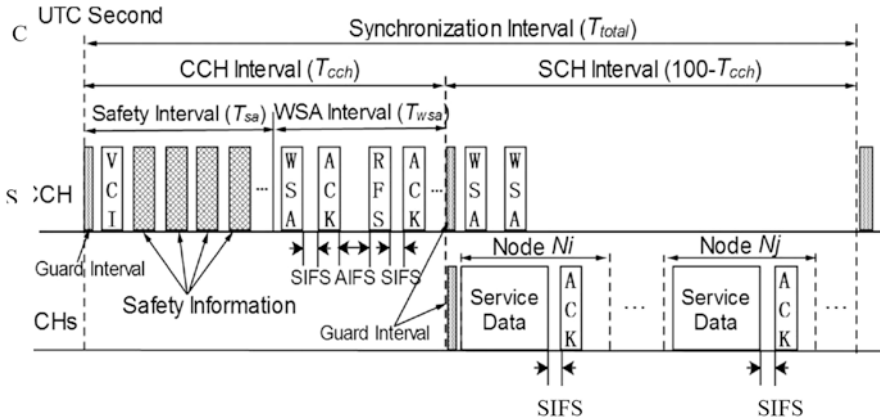 C UTC Second
Synchronization Interval (Ttotal)
CCH Interval (Tcch)
SCH Interval (100-Tcch)
Safety Interval (Tsa)
WSA Interval (Twsa)
S CCH
VCI
...
WSA
ACK
RFS
ACK
...
WSA
WSA
...
Guard Interval
Safety Information
SIFS AIFS SIFS
Guard Interval
Node Ni
Node Nj
CHs
Service Data
ACK
...
Service Data
ACK
...
SIFS
SIFS